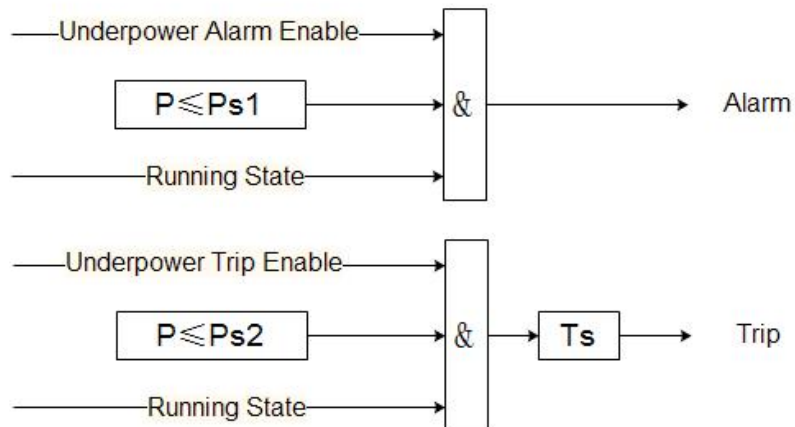 Underpower Alarm Enable
P≤Ps1 & Alarm
Running State
Underpower Trip Enable
P≤Ps2 & Ts Trip
Running State